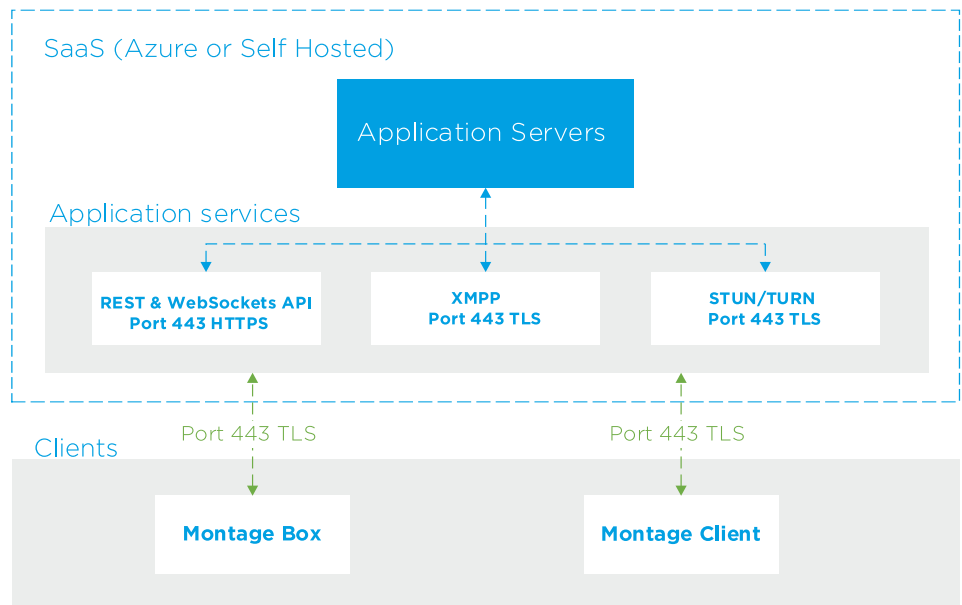 SaaS (Azure or Self Hosted)
Application Servers
Application services
REST & WebSockets API
Port 443 HTTPS
XMPP
Port 443 TLS
STUN/TURN
Port 443 TLS
Port 443 TLS
Port 443 TLS
Clients
Montage Box
Montage Client